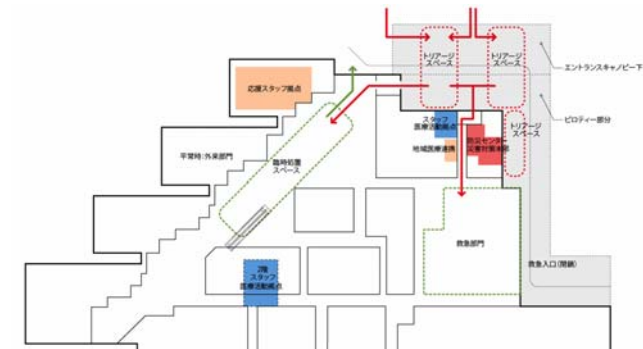 トリアージ
スペース
トリアージ
スペース
エントランスキャノピー下
応援スタッフ拠点
ピロティー部分
スタッフ
医療活動拠点
トリアージ
スペース
平常時:外来部門
臨時処置
スペース
地域医療連携
防災センター
災害対策本部
救急部門
救急入口(閉鎖)
2階
スタッフ
医療活動拠点